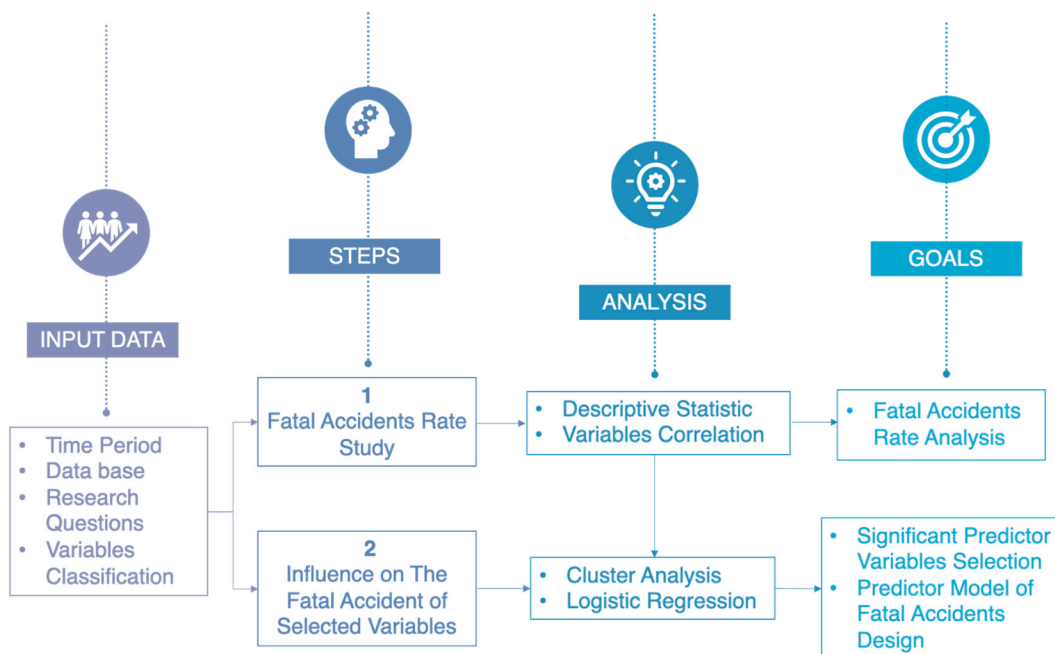 INPUT DATA
• Time Period
• Data base
• Research
Questions
• Variables
Classification
STEPS
1
Fatal Accidents Rate
Study
2
Influence on The
Fatal Accident of
Selected Variables
ANALYSIS
• Descriptive Statistic
• Variables Correlation
• Cluster Analysis
• Logistic Regression
GOALS
• Fatal Accidents
Rate Analysis
• Significant Predictor
Variables Selection
• Predictor Model of
Fatal Accidents
Design